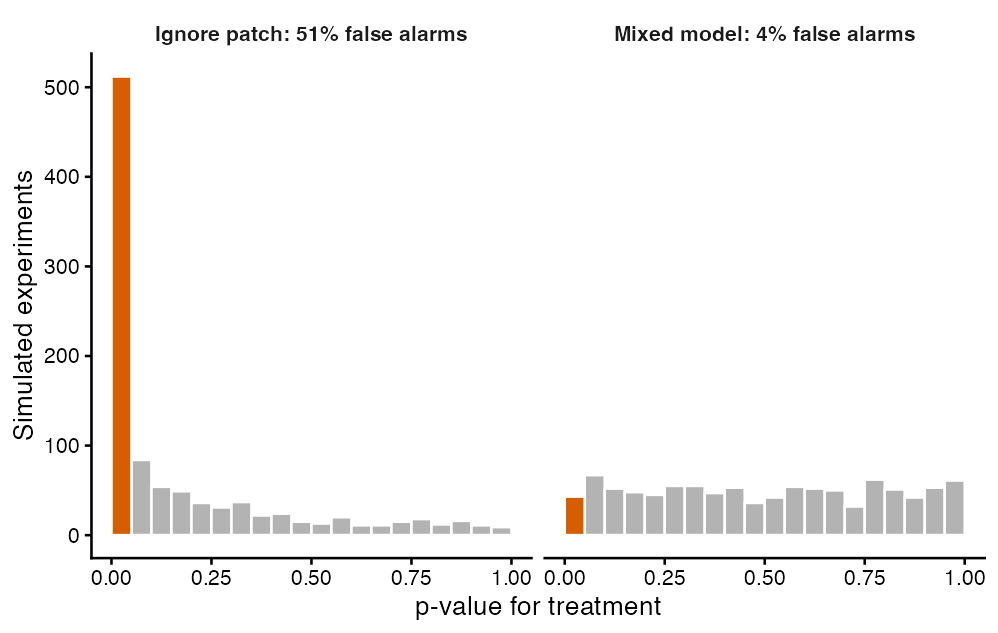 Ignore patch: 51% false alarms
Mixed model: 4% false alarms
Simulated experiments
500
400
300
200
100
0
0.00 0.25 0.50 0.75 1.00
0.00 0.25 0.50 0.75 1.00
p-value for treatment